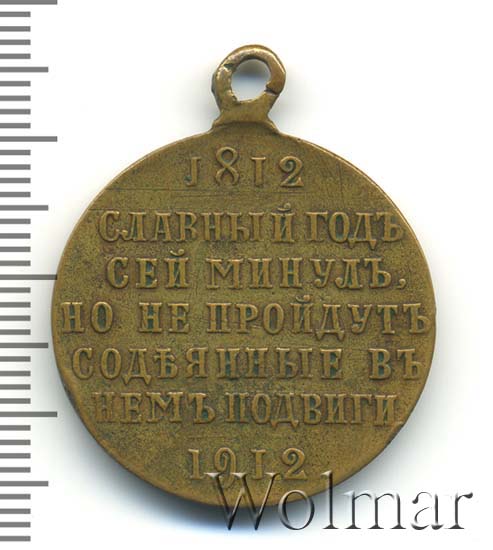 1812
СЛАВНЫЙ ГОДЪ
СЕЙ МИНУЛЪ,
НО НЕ ПРОЙДУТЪ
СОДѢЯННЫЕ ВЪ
НЕМЪ ПОДВИГИ
1912
Wolmar